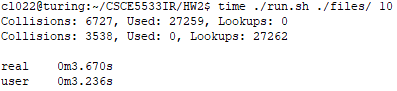 cl022@turing:~/CSCE5533IR/HW2$ time ./run.sh ./files/ 10
Collisions: 6727, Used: 27259, Lookups: 0
Collisions: 3538, Used: 0, Lookups: 27262
real 0m3.670s
user 0m3.236s